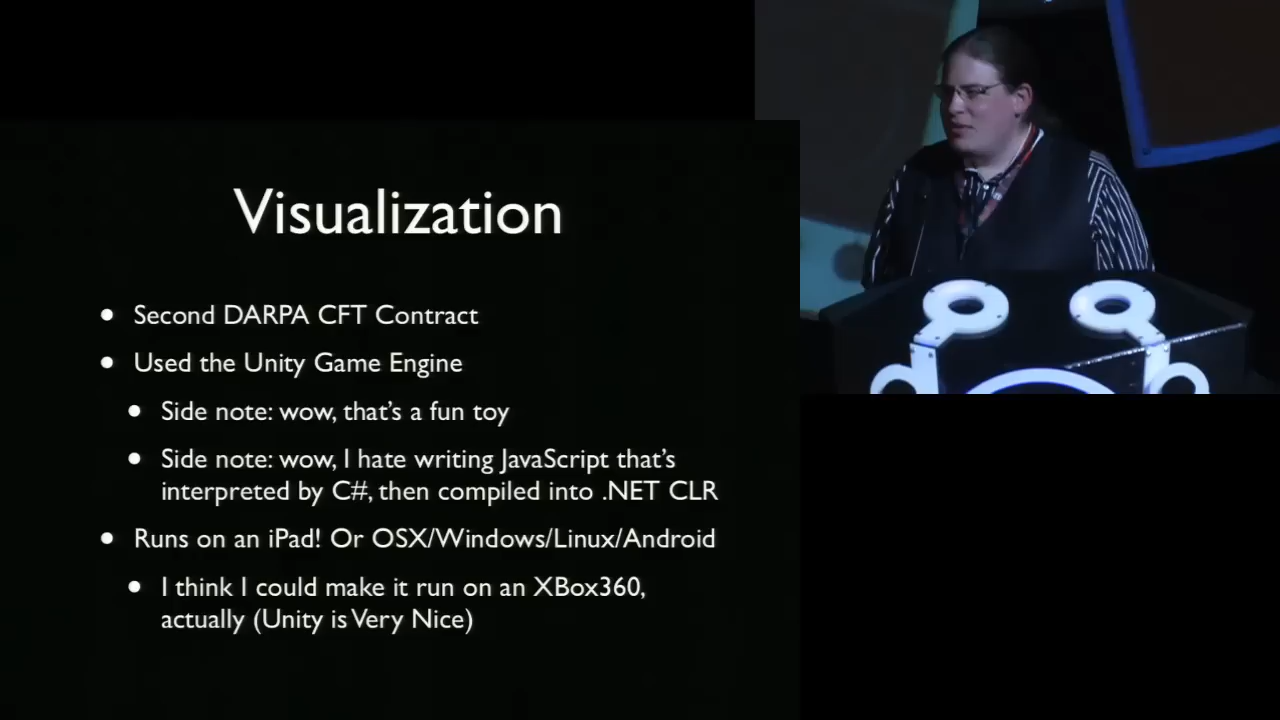 Visualization
Second DARPA CFT Contract
Used the Unity Game Engine
Side note: wow, that's a fun toy
Side note: wow, I hate writing JavaScript that's
interpreted by C#, then compiled into .NET CLR
Runs on an iPad! Or OSX/Windows/Linux/Android
I think I could make it run on an XBox360,
actually (Unity is Very Nice)